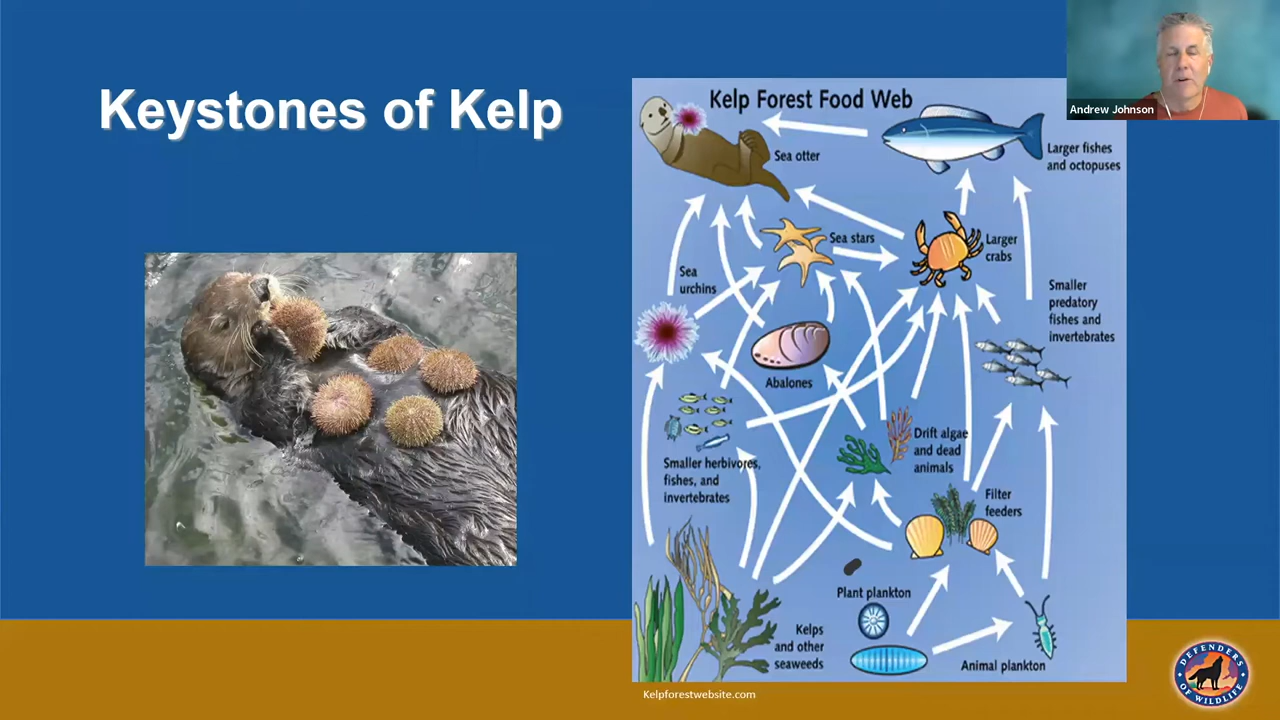 Keystones of Kelp
Kelp Forest Food Web
Andrew Johnson
Sea otter
Larger fishes
and octopuses
Sea stars
Larger
crabs
Sea
urchins
Smaller
predatory
fishes and
invertebrates
Abalones
Drift algae
and dead
animals
Smaller herbivores,
fishes, and
invertebrates
Filter
feeders
Plant plankton
Kelps
and other
seaweeds
Animal plankton
Kelpforestwebsite.com
DEFENDERS
OF WILDLIFE